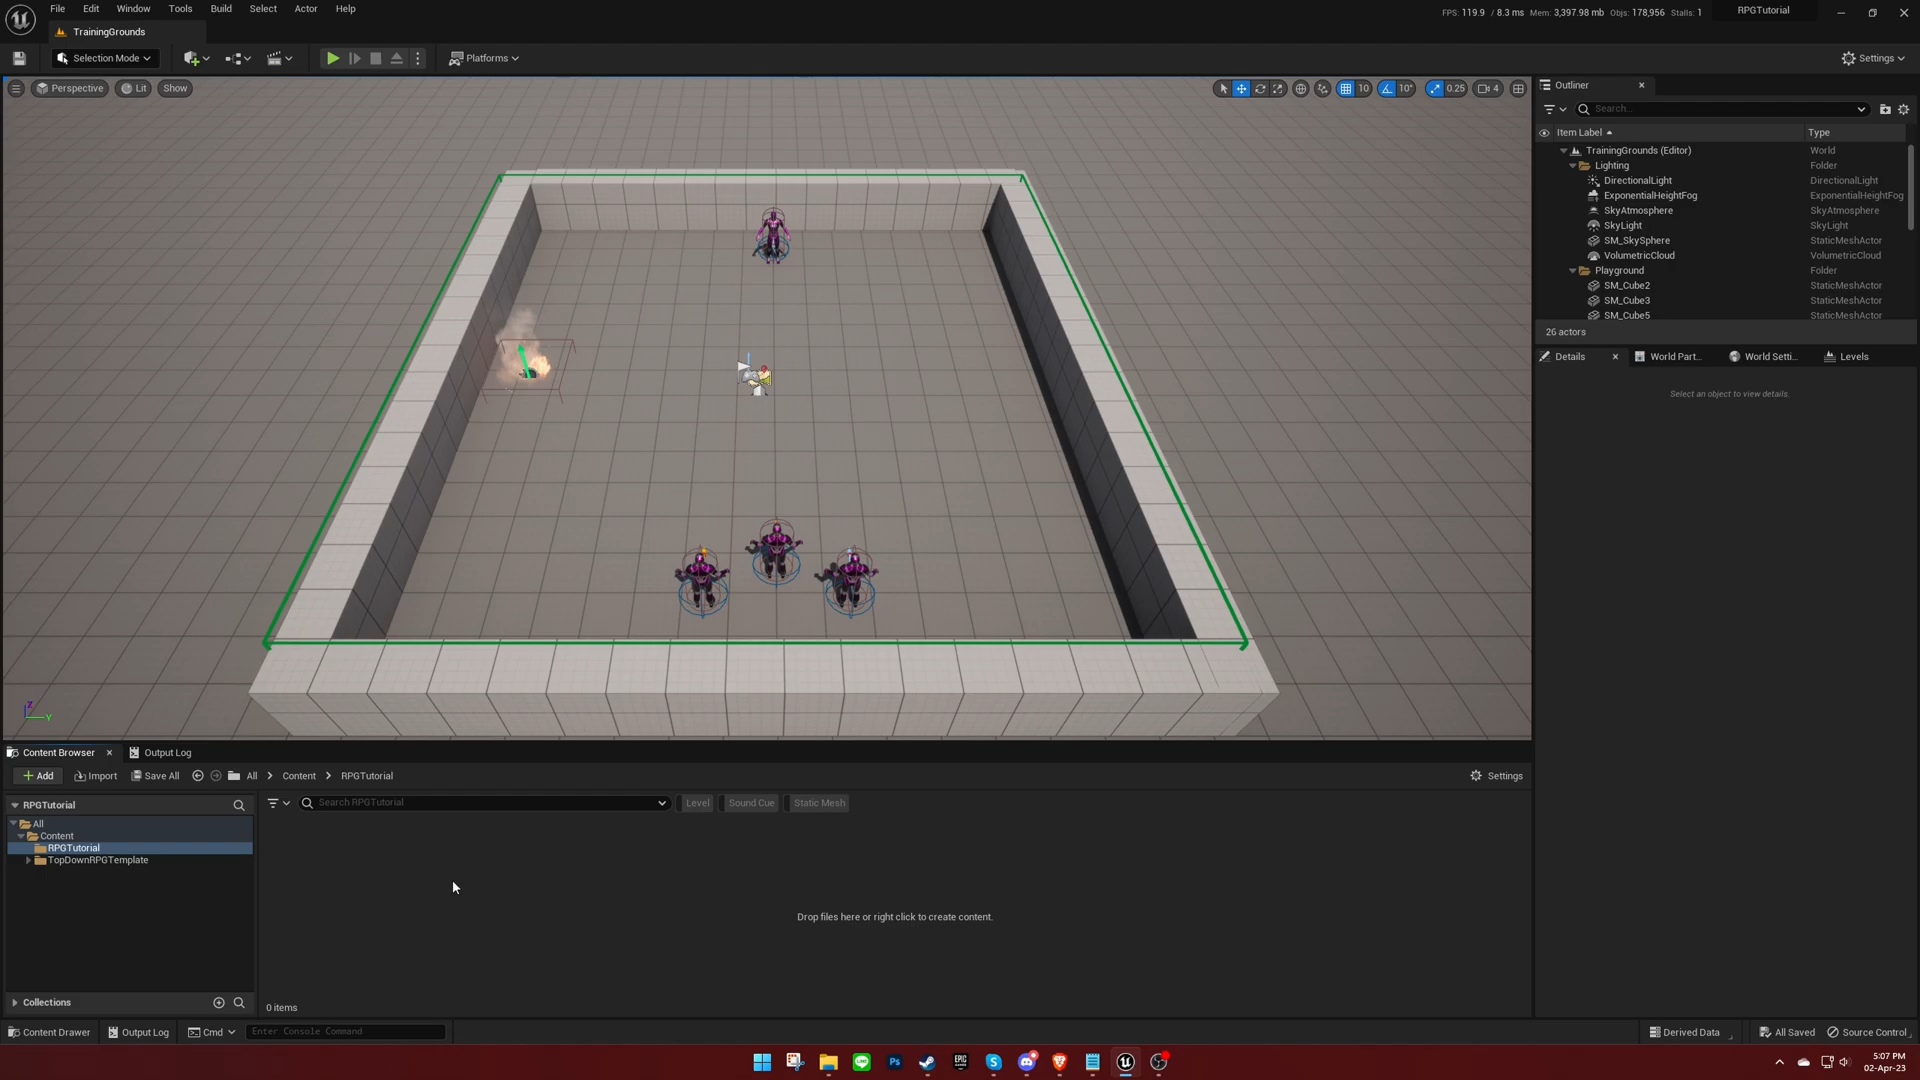 File Edit Window Tools Build Select Actor Help
FPS: 119.9 / 8.3 ms Mem: 3,397.98 mb Objs: 178,956 Stalls: 1
RPGTutorial
TrainingGrounds
Selection Mode
Platforms
Settings
Perspective
Lit
Show
10
10°
0.25
4
Outliner
Search...
Item Label
Type
TrainingGrounds (Editor) World
Lighting Folder
DirectionalLight DirectionalLight
ExponentialHeightFog ExponentialHeightFog
SkyAtmosphere SkyAtmosphere
SkyLight SkyLight
SM_SkySphere StaticMeshActor
VolumetricCloud VolumetricCloud
Playground Folder
SM_Cube2 StaticMeshActor
SM_Cube3 StaticMeshActor
SM_Cube5 StaticMeshActor
26 actors
Details
World Part...
World Setti...
Levels
Select an object to view details.
Z
Y
Content Browser
Output Log
Add
Import
Save All
All > Content > RPGTutorial
Settings
RPGTutorial
Search RPGTutorial
Level
Sound Cue
Static Mesh
All
Content
RPGTutorial
TopDownRPGTemplate
Drop files here or right click to create content.
Collections
0 items
Content Drawer
Output Log
Cmd
Enter Console Command
Derived Data
All Saved
Source Control
Ps
EPIC GAMES
5:07 PM
02-Apr-23